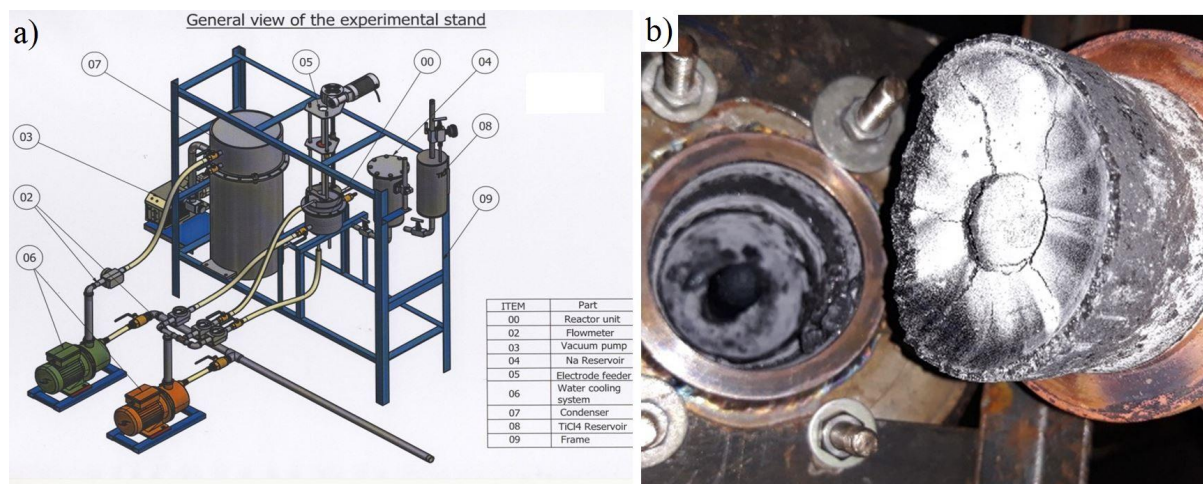 a)
General view of the experimental stand
05
00
04
07
08
03
02
09
06
ITEM Part
00 Reactor unit
02 Flowmeter
03 Vacuum pump
04 Na Reservoir
05 Electrode feeder
06 Water cooling
system
07 Condenser
08 TiCl4 Reservoir
09 Frame
b)